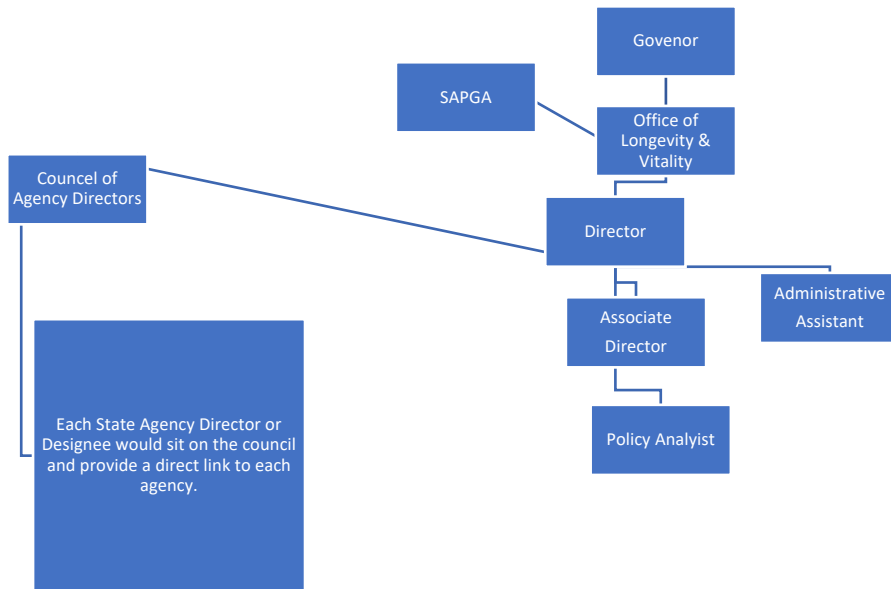 Govenor
SAPGA
Office of
Longevity &
Vitality
Councel of
Agency Directors
Director
Administrative
Assistant
Associate
Director
Each State Agency Director or
Designee would sit on the council
and provide a direct link to each
agency.
Policy Analyist